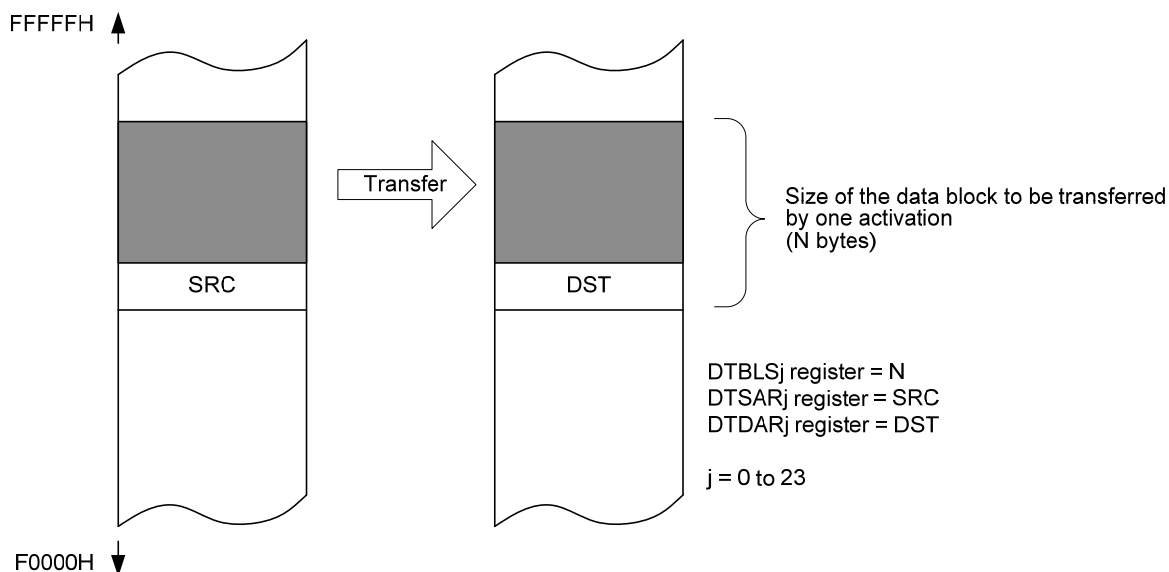 FFFFFH
Transfer
SRC
DST
Size of the data block to be transferred
by one activation
(N bytes)
DTBLSj register = N
DTSARj register = SRC
DTDARj register = DST
j = 0 to 23
F0000H